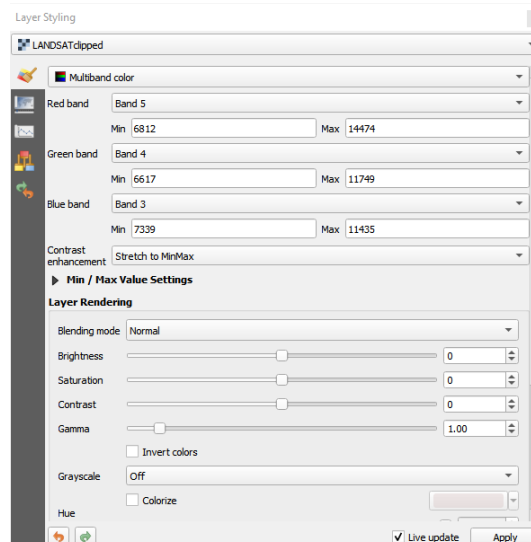 Layer Styling
LANDSATclipped
Multiband color
Red band Band 5
Min 6812 Max 14474
Green band Band 4
Min 6617 Max 11749
Blue band Band 3
Min 7339 Max 11435
Contrast
enhancement Stretch to MinMax
Min / Max Value Settings
Layer Rendering
Blending mode Normal
Brightness 0
Saturation 0
Contrast 0
Gamma 1.00
Invert colors
Grayscale Off
Colorize
Hue
Live update Apply